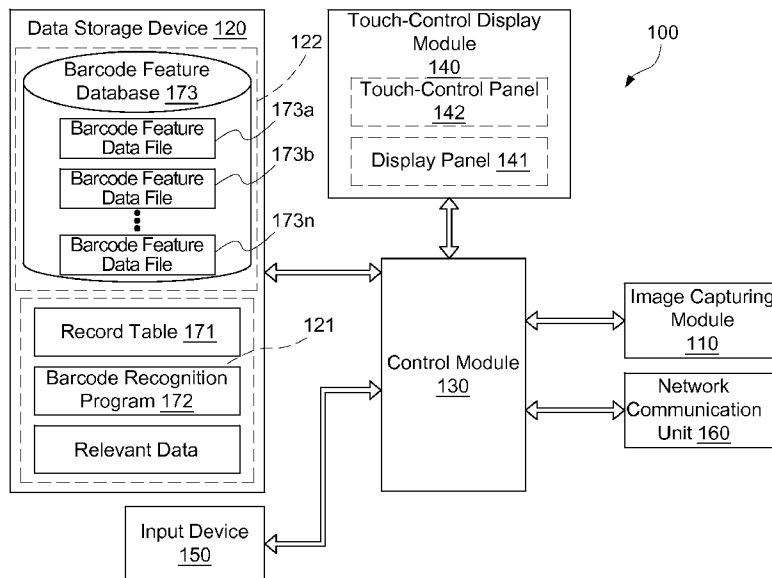 Data Storage Device 120
122
Barcode Feature
Database 173
173a
Barcode Feature
Data File
173b
Barcode Feature
Data File
173n
Barcode Feature
Data File
Record Table 171
121
Barcode Recognition
Program 172
Relevant Data
Input Device
150
Touch-Control Display
Module
140
Touch-Control Panel
142
Display Panel 141
100
Control Module
130
Image Capturing
Module
110
Network
Communication
Unit 160